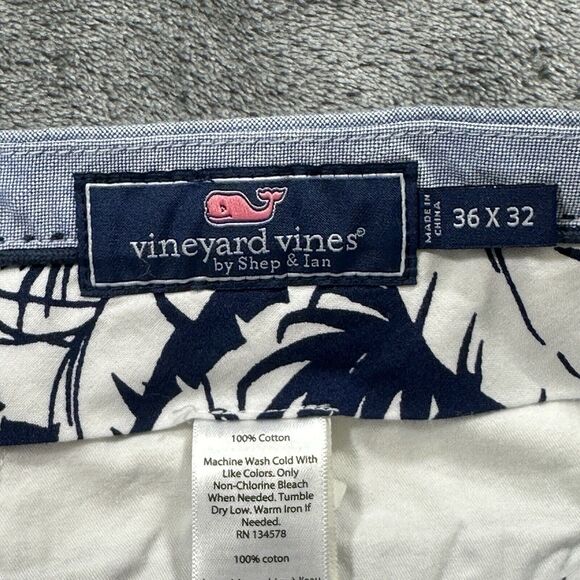 vineyard vines®
by Shep & Ian
MADE IN
CHINA
36 X 32
100% Cotton
Machine Wash Cold With
Like Colors. Only
Non-Chlorine Bleach
When Needed. Tumble
Dry Low. Warm Iron If
Needed.
RN 134578
100% coton